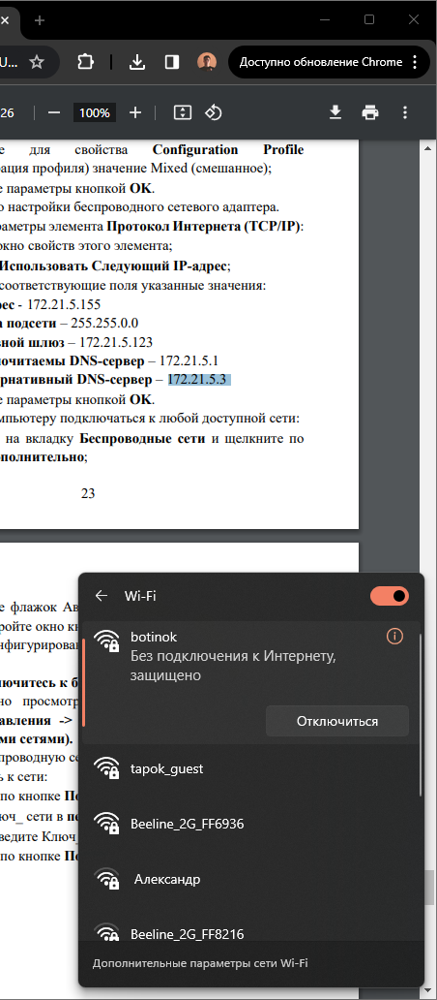 U...
Доступно обновление Chrome
26
100%
е для свойства Configuration Profile
рация профиля) значение Mixed (смешанное);
е параметры кнопкой OK.
о настройки беспроводного сетевого адаптера.
раметры элемента Протокол Интернета (TCP/IP):
окно свойств этого элемента;
Использовать Следующий IP-адрес;
соответствующие поля указанные значения:
рес - 172.21.5.155
а подсети – 255.255.0.0
вной шлюз – 172.21.5.123
почитаемы DNS-сервер – 172.21.5.1
рнативный DNS-сервер – 172.21.5.3
е параметры кнопкой OK.
мпьютеру подключаться к любой доступной сети:
на вкладку Беспроводные сети и щелкните по
ополнительно;
23
е флажок Ав
ройте окно кн
нфигурирован
лючитесь к б
но просмотр
авления ->
ми сетями).
проводную се
ь к сети:
по кнопке По
юч_ сети в пе
ведите Ключ_
по кнопке По
Wi-Fi
botinok
Без подключения к Интернету,
защищено
Отключиться
tapok_guest
Beeline_2G_FF6936
Александр
Beeline_2G_FF8216
Дополнительные параметры сети Wi-Fi